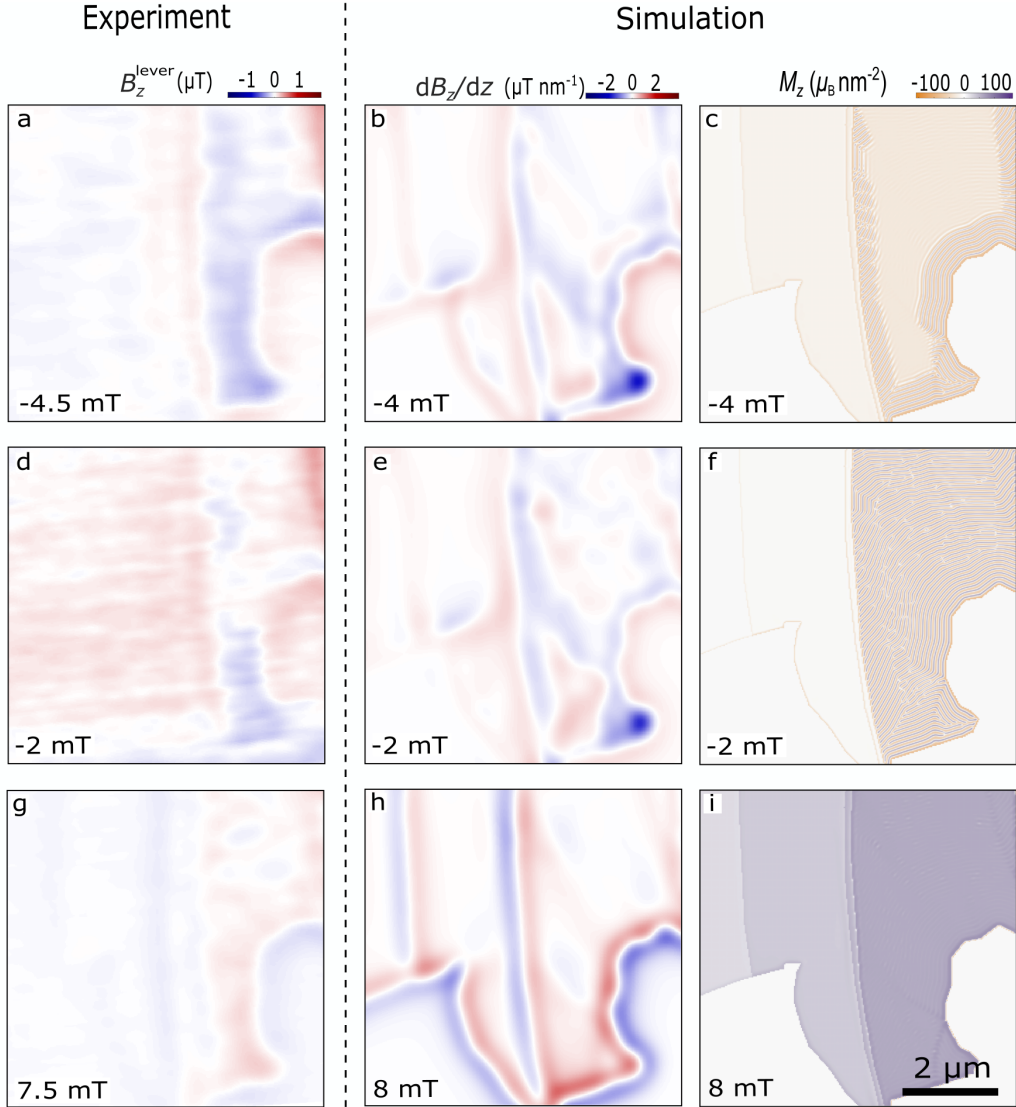 Experiment
Simulation
B_z^lever (μT)
-1 0 1
dB_z/dz (μT nm⁻¹)
-2 0 2
M_z (μ_B nm⁻²)
-100 0 100
a
-4.5 mT
b
-4 mT
c
-4 mT
d
-2 mT
e
-2 mT
f
-2 mT
g
7.5 mT
h
8 mT
i
8 mT
2 μm